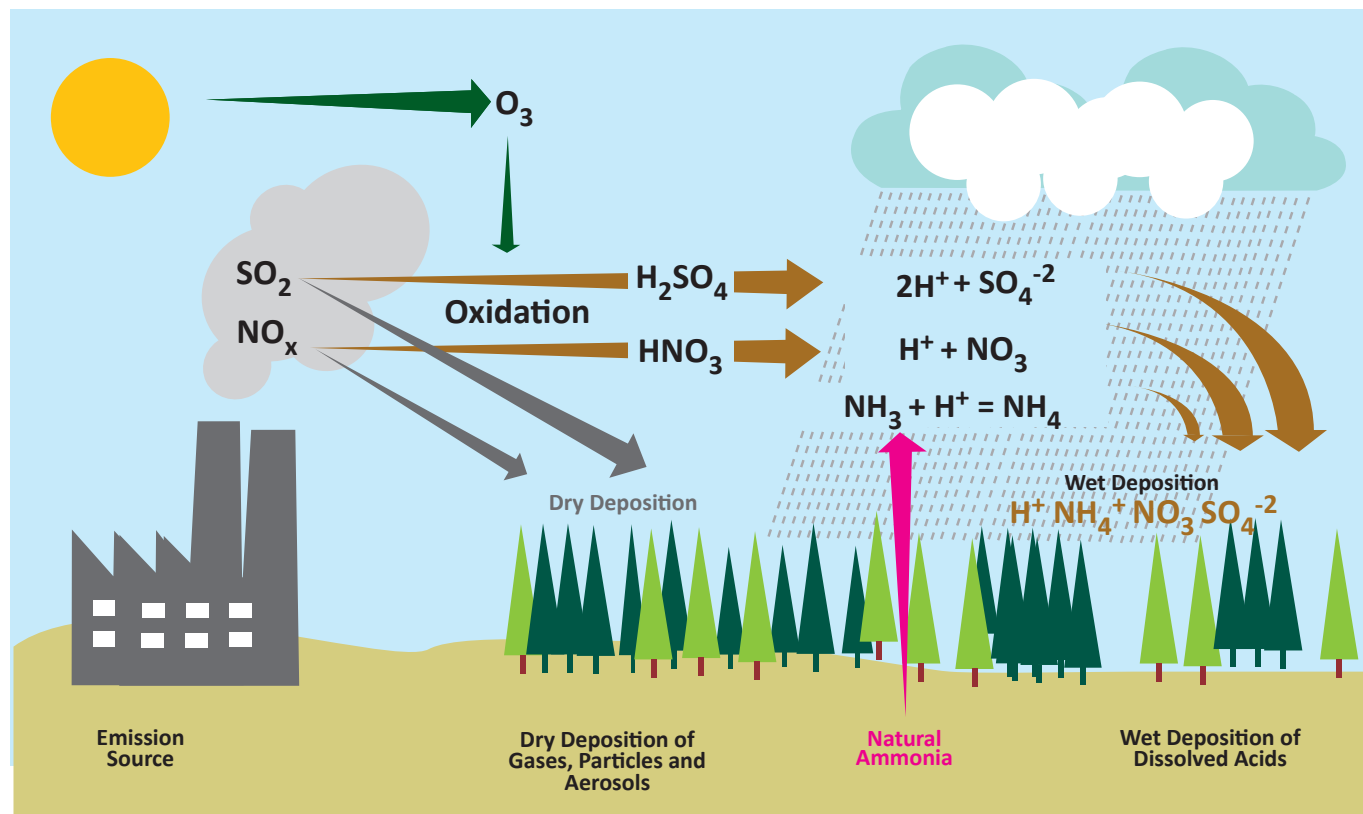 O₃
SO₂
H₂SO₄
2H⁺ + SO₄⁻²
Oxidation
NOₓ
HNO₃
H⁺ + NO₃
NH₃ + H⁺ = NH₄
Dry Deposition
Wet Deposition
H⁺ NH₄⁺ NO₃ SO₄⁻²
Emission
Source
Dry Deposition of
Gases, Particles and
Aerosols
Natural
Ammonia
Wet Deposition of
Dissolved Acids